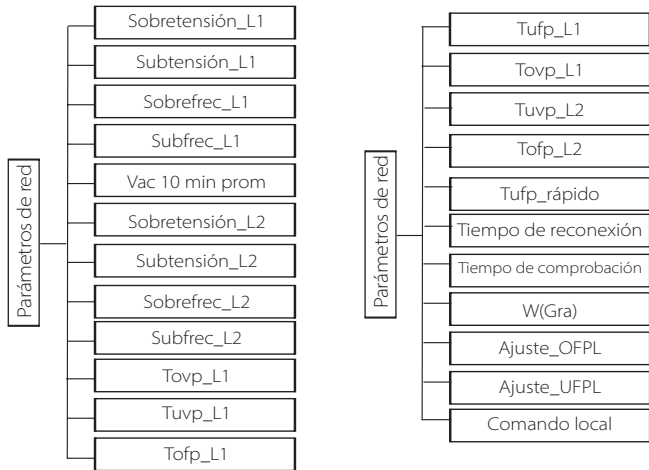 Parámetros de red
Sobretensión_L1
Subtensión_L1
Sobrefrec_L1
Subfrec_L1
Vac 10 min prom
Sobretensión_L2
Subtensión_L2
Sobrefrec_L2
Subfrec_L2
Tovp_L1
Tuvp_L1
Tofp_L1
Parámetros de red
Tufp_L1
Tovp_L1
Tuvp_L2
Tofp_L2
Tufp_rápido
Tiempo de reconexión
Tiempo de comprobación
W(Gra)
Ajuste_OFPL
Ajuste_UFPL
Comando local